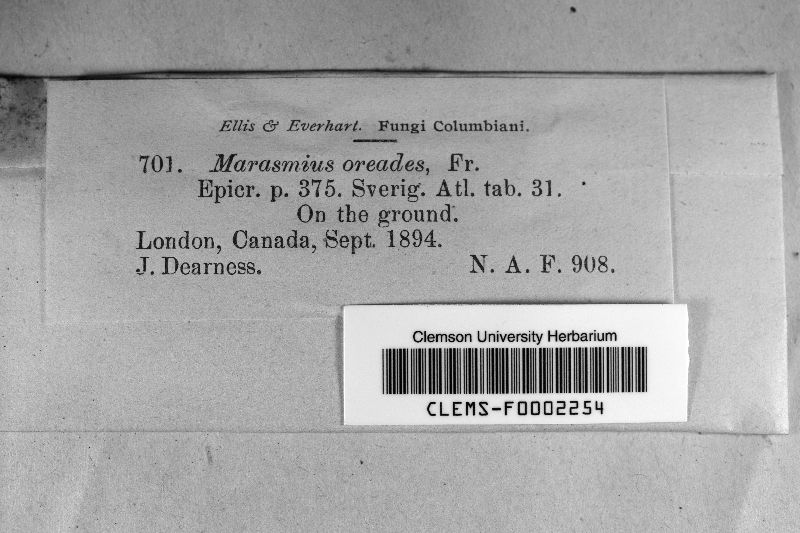 Ellis & Everhart. Fungi Columbiani.
701. Marasmius oreades, Fr.
Epicr. p. 375. Sverig. Atl. tab. 31.
On the ground.
London, Canada, Sept. 1894.
J. Dearness. N. A. F. 908.
Clemson University Herbarium
CLEMS-F0002254